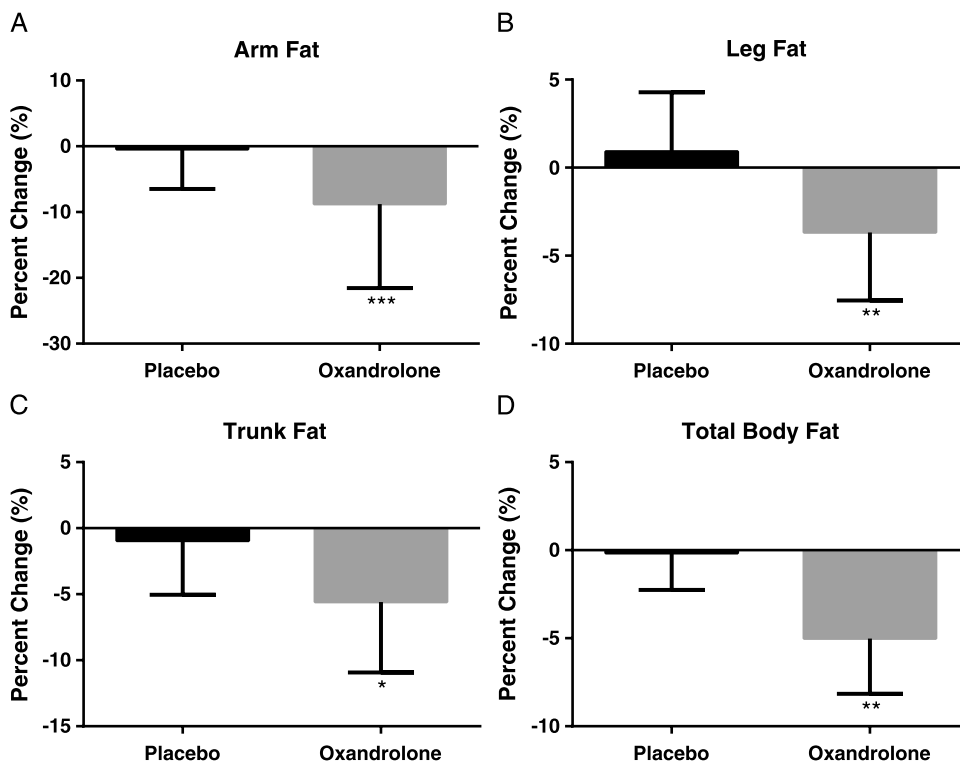 A
Arm Fat
Percent Change (%)
10
0
-10
-20
-30
***
Placebo
Oxandrolone
B
Leg Fat
Percent Change (%)
5
0
-5
-10
**
Placebo
Oxandrolone
C
Trunk Fat
Percent Change (%)
5
0
-5
-10
-15
*
Placebo
Oxandrolone
D
Total Body Fat
Percent Change (%)
5
0
-5
-10
**
Placebo
Oxandrolone